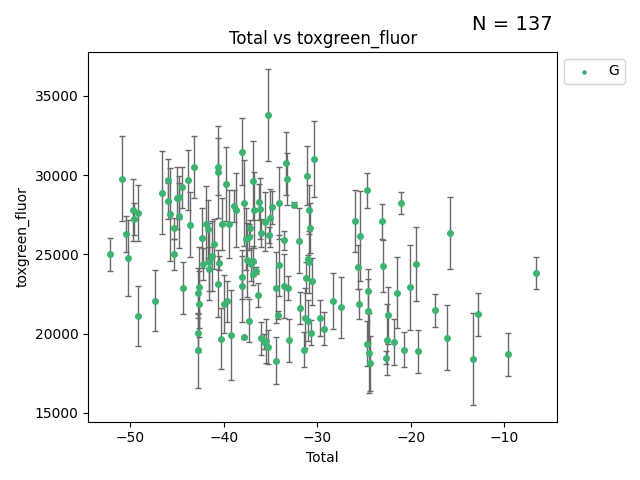 N = 137
Total vs toxgreen_fluor
G
toxgreen_fluor
35000
30000
25000
20000
15000
−50
−40
−30
−20
−10
Total